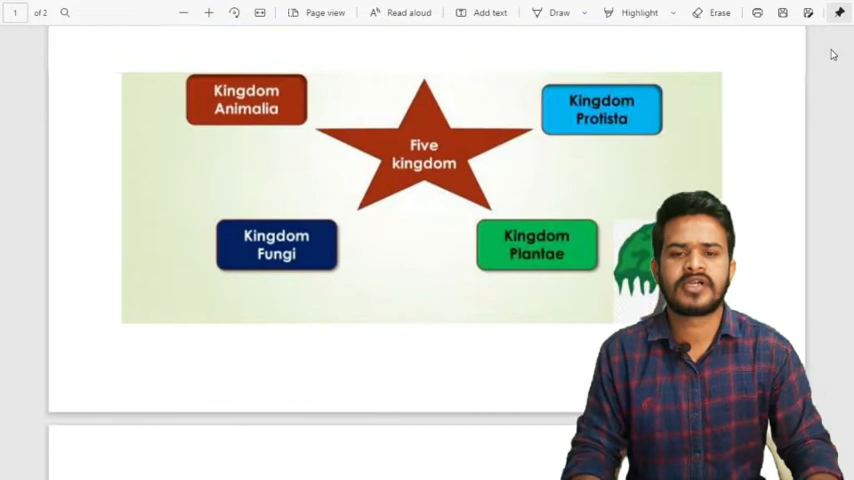 1 of 2 Page view Read aloud Add text Draw Highlight Erase
Kingdom
Animalia
Five
kingdom
Kingdom
Protista
Kingdom
Fungi
Kingdom
Plantae